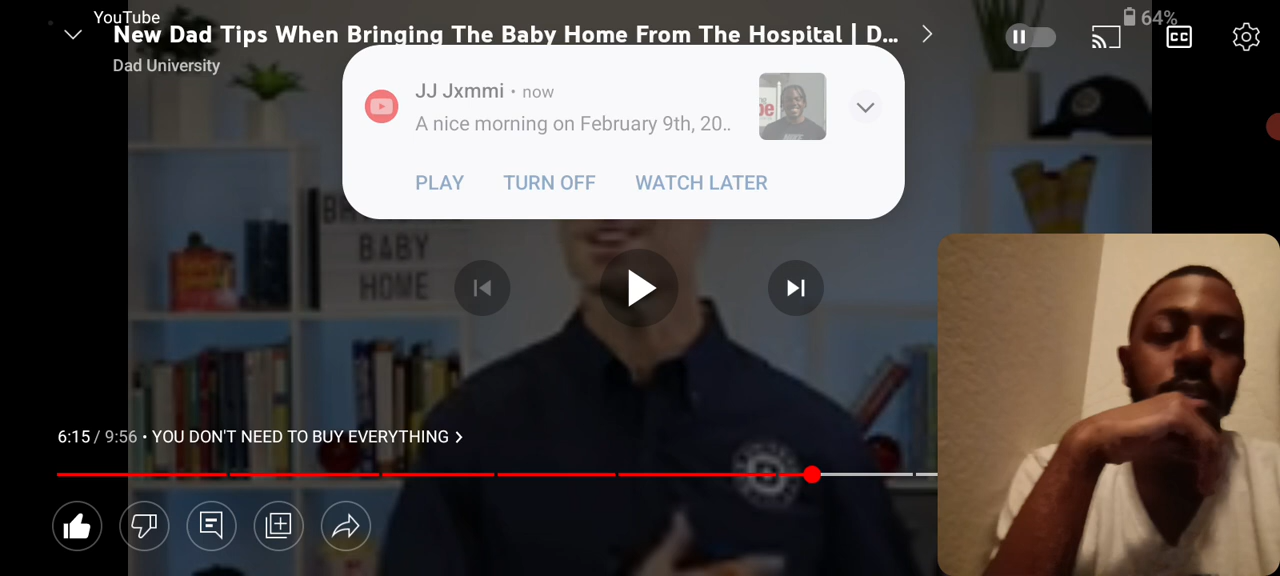 YouTube
64%
New Dad Tips When Bringing The Baby Home From The Hospital | D...
CC
Dad University
JJ Jxmmi • now
A nice morning on February 9th, 20..
PLAY TURN OFF WATCH LATER
BABY
HOME
6:15 / 9:56 • YOU DON'T NEED TO BUY EVERYTHING >